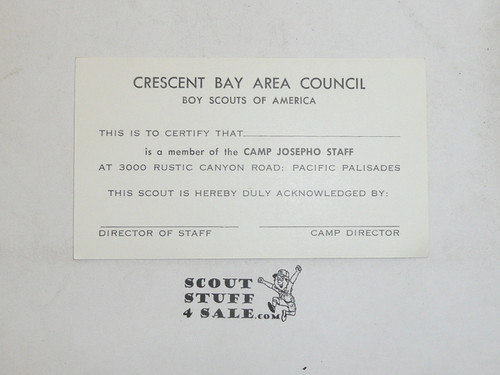 CRESCENT BAY AREA COUNCIL
BOY SCOUTS OF AMERICA
THIS IS TO CERTIFY THAT
is a member of the CAMP JOSEPHO STAFF
AT 3000 RUSTIC CANYON ROAD: PACIFIC PALISADES
THIS SCOUT IS HEREBY DULY ACKNOWLEDGED BY:
DIRECTOR OF STAFF CAMP DIRECTOR
SCOUT
STUFF
4 SALE.COM